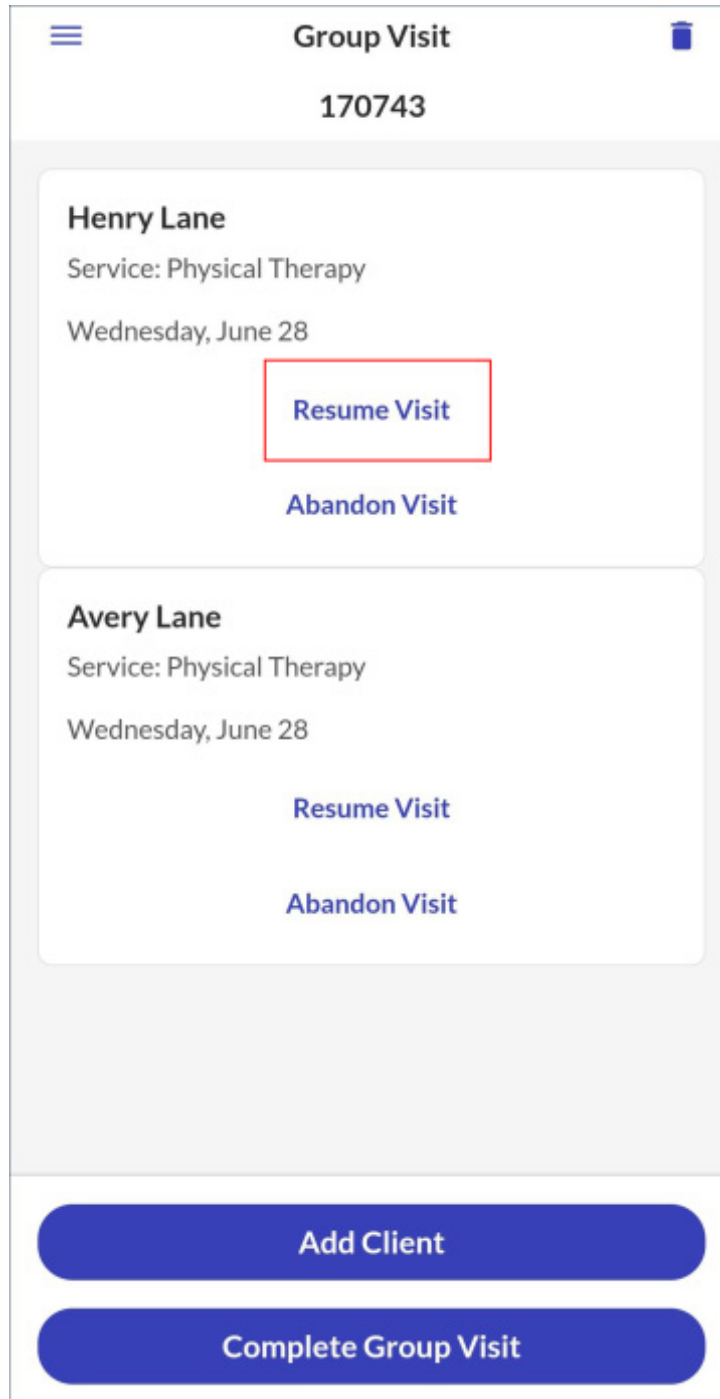 Group Visit
170743
Henry Lane
Service: Physical Therapy
Wednesday, June 28
Resume Visit
Abandon Visit
Avery Lane
Service: Physical Therapy
Wednesday, June 28
Resume Visit
Abandon Visit
Add Client
Complete Group Visit